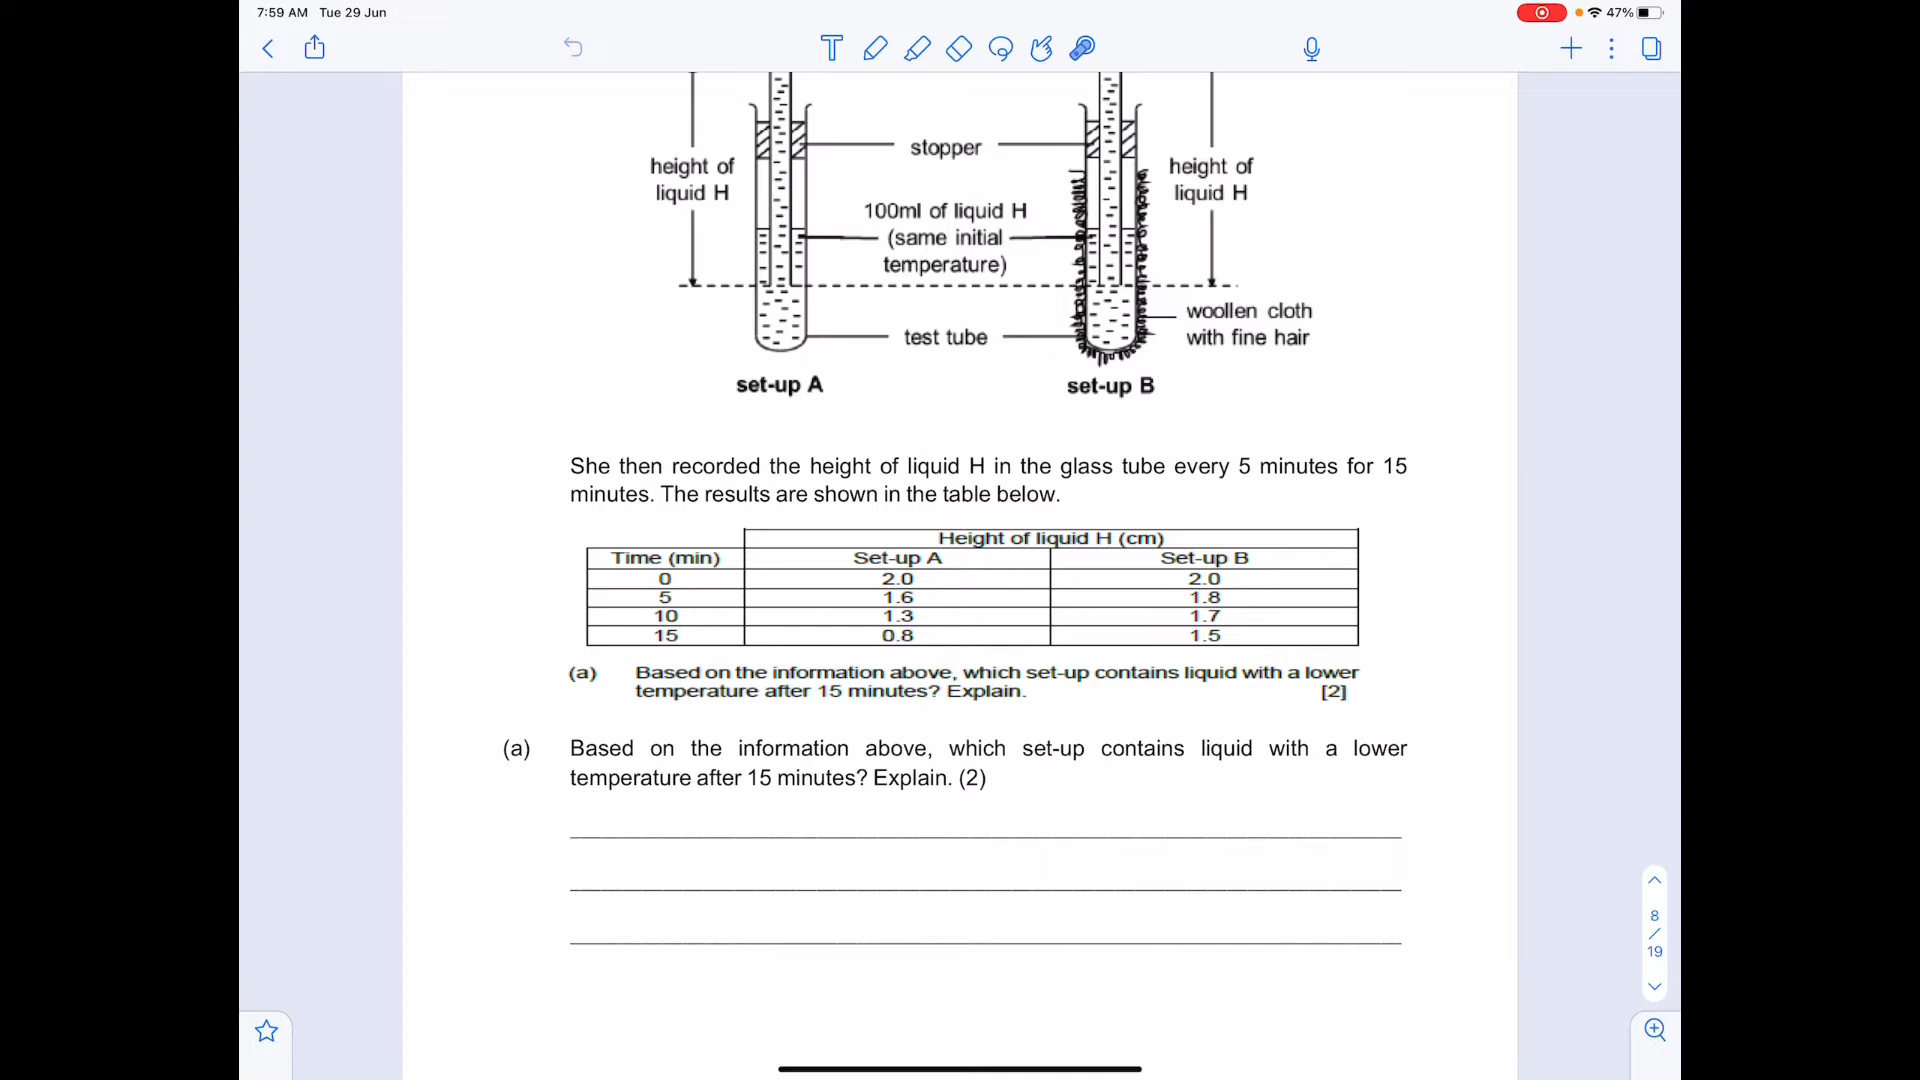 7:59 AM Tue 29 Jun
47%
stopper
height of
liquid H
height of
liquid H
100ml of liquid H
(same initial
temperature)
woollen cloth
with fine hair
test tube
set-up A
set-up B
She then recorded the height of liquid H in the glass tube every 5 minutes for 15
minutes. The results are shown in the table below.
Height of liquid H (cm)
Time (min) Set-up A Set-up B
0 2.0 2.0
5 1.6 1.8
10 1.3 1.7
15 0.8 1.5
(a) Based on the information above, which set-up contains liquid with a lower
temperature after 15 minutes? Explain. [2]
(a) Based on the information above, which set-up contains liquid with a lower
temperature after 15 minutes? Explain. (2)
8
/
19